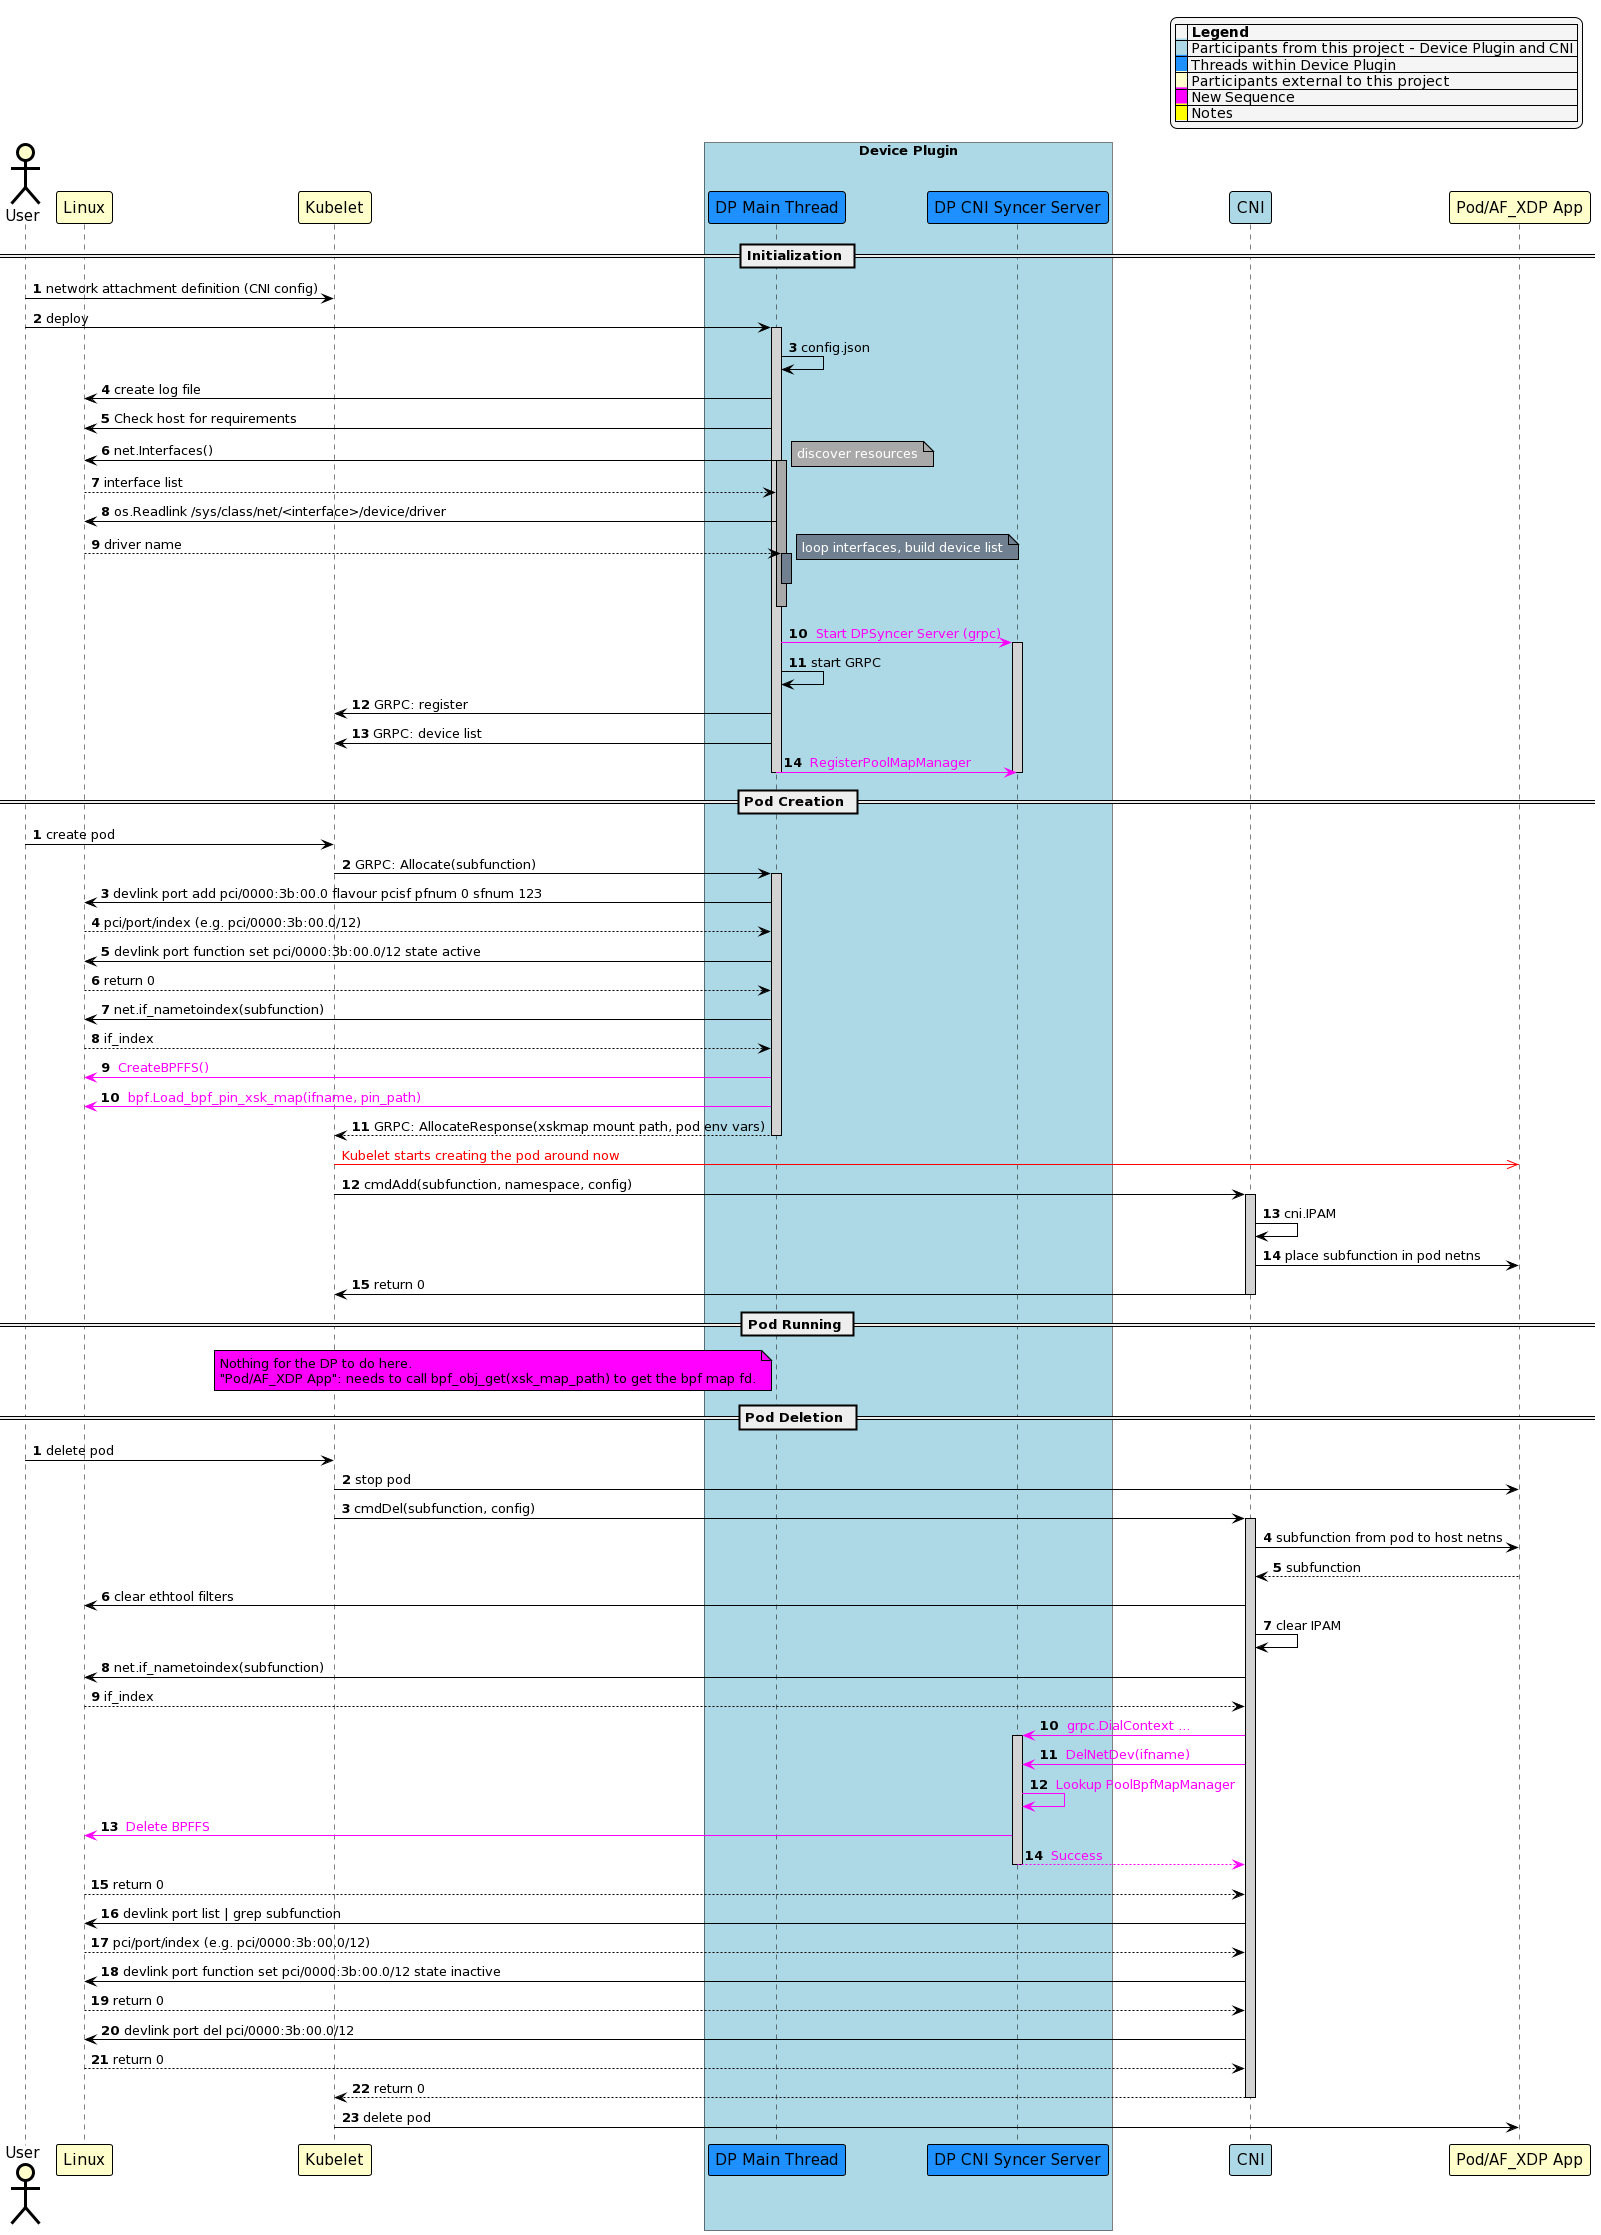 Legend
Participants from this project - Device Plugin and CNI
Threads within Device Plugin
Participants external to this project
New Sequence
Notes
Device Plugin
User
Linux
Kubelet
DP Main Thread
DP CNI Syncer Server
CNI
Pod/AF_XDP App
Initialization
1 network attachment definition (CNI config)
2 deploy
3 config.json
4 create log file
5 Check host for requirements
6 net.Interfaces()
discover resources
7 interface list
8 os.Readlink /sys/class/net/<interface>/device/driver
9 driver name
loop interfaces, build device list
10 Start DPSyncer Server (grpc)
11 start GRPC
12 GRPC: register
13 GRPC: device list
14 RegisterPoolMapManager
Pod Creation
1 create pod
2 GRPC: Allocate(subfunction)
3 devlink port add pci/0000:3b:00.0 flavour pcisf pfnum 0 sfnum 123
4 pci/port/index (e.g. pci/0000:3b:00.0/12)
5 devlink port function set pci/0000:3b:00.0/12 state active
6 return 0
7 net.if_nametoindex(subfunction)
8 if_index
9 CreateBPFFS()
10 bpf.Load_bpf_pin_xsk_map(ifname, pin_path)
11 GRPC: AllocateResponse(xskmap mount path, pod env vars)
Kubelet starts creating the pod around now
12 cmdAdd(subfunction, namespace, config)
13 cni.IPAM
14 place subfunction in pod netns
15 return 0
Pod Running
Nothing for the DP to do here.
"Pod/AF_XDP App": needs to call bpf_obj_get(xsk_map_path) to get the bpf map fd.
Pod Deletion
1 delete pod
2 stop pod
3 cmdDel(subfunction, config)
4 subfunction from pod to host netns
5 subfunction
6 clear ethtool filters
7 clear IPAM
8 net.if_nametoindex(subfunction)
9 if_index
10 grpc.DialContext ...
11 DelNetDev(ifname)
12 Lookup PoolBpfMapManager
13 Delete BPFFS
14 Success
15 return 0
16 devlink port list | grep subfunction
17 pci/port/index (e.g. pci/0000:3b:00.0/12)
18 devlink port function set pci/0000:3b:00.0/12 state inactive
19 return 0
20 devlink port del pci/0000:3b:00.0/12
21 return 0
22 return 0
23 delete pod
User
Linux
Kubelet
DP Main Thread
DP CNI Syncer Server
CNI
Pod/AF_XDP App